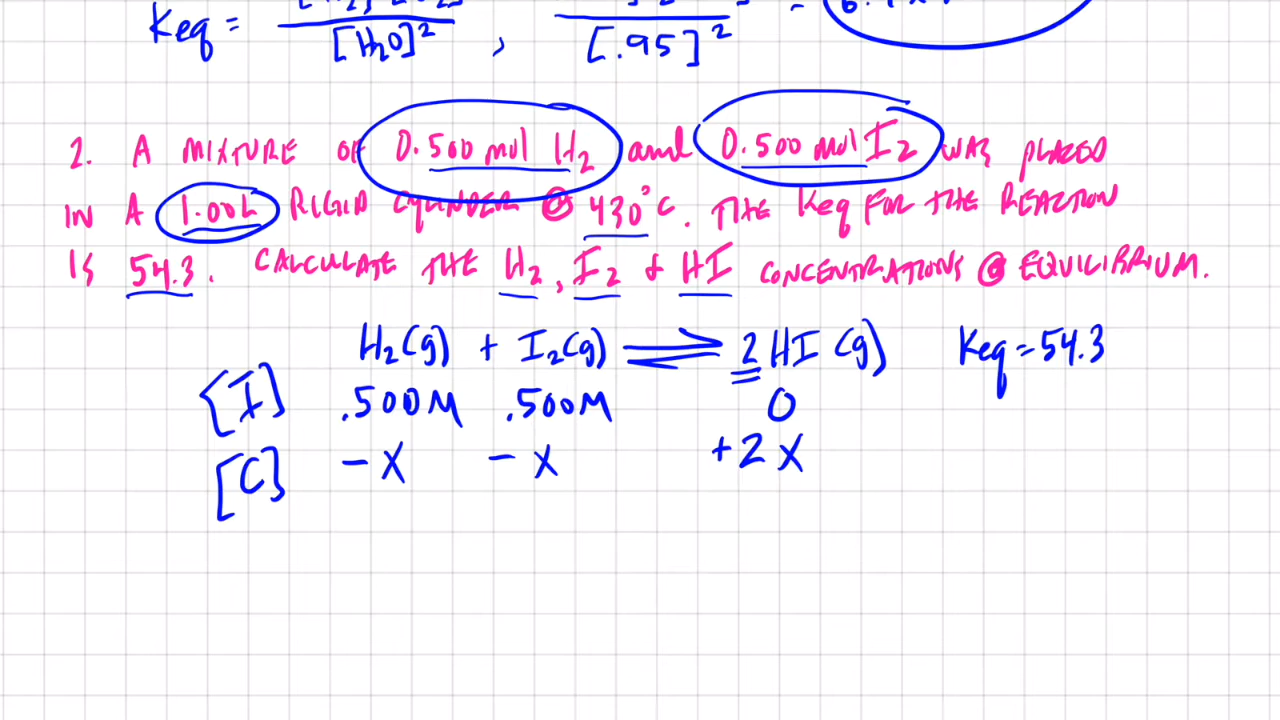 Keq = [H₂O]² , [.95]²
2. A MIXTURE OF 0.500 mol H₂ and 0.500 mol I₂ WAS PLACED
IN A 1.00L RIGID CYLINDER @ 430°C. THE Keq FOR THE REACTION
IS 54.3. CALCULATE THE H₂, I₂ & HI CONCENTRATIONS @ EQUILIBRIUM.
H₂(g) + I₂(g) ⇌ 2HI(g) Keq=54.3
[I] .500M .500M 0
[C] -X -X +2X